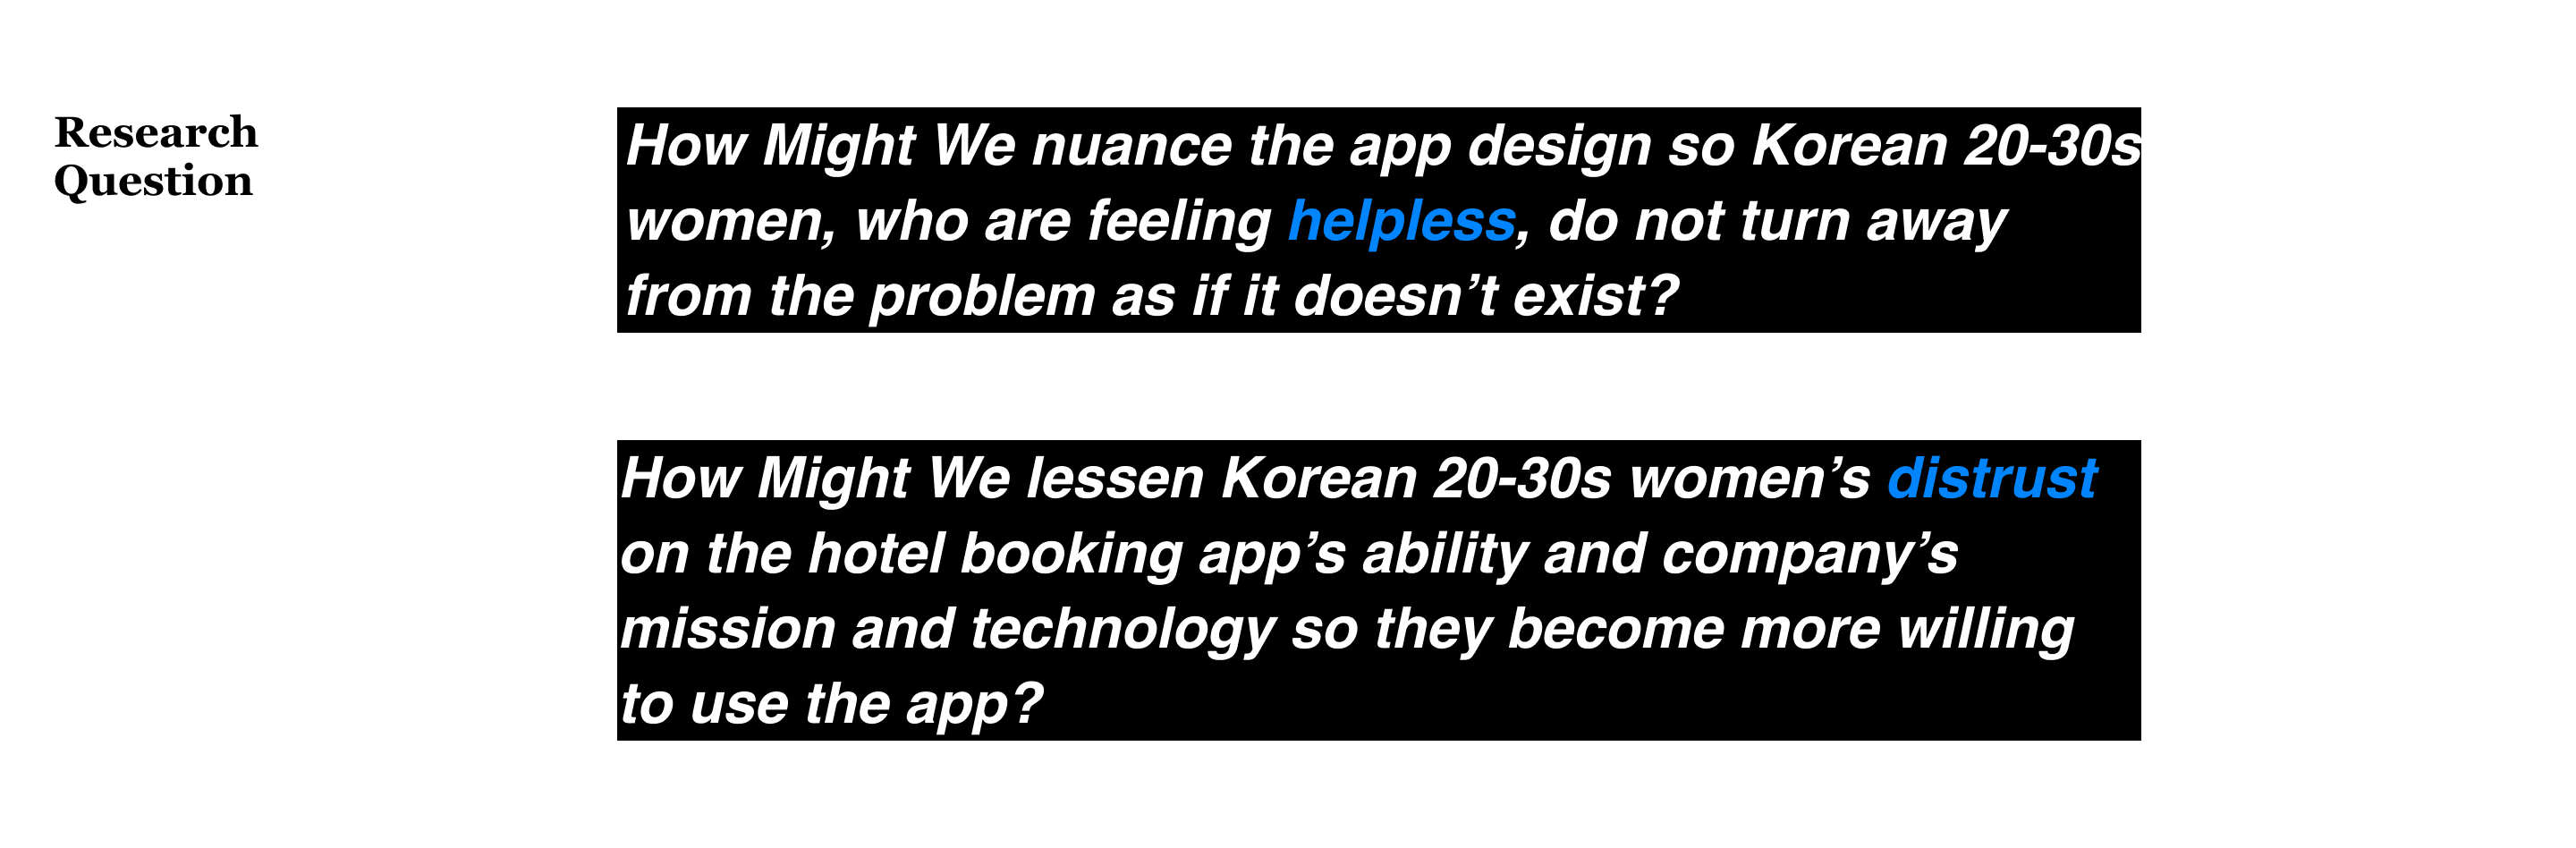 Research
Question
How Might We nuance the app design so Korean 20-30s
women, who are feeling helpless, do not turn away
from the problem as if it doesn’t exist?
How Might We lessen Korean 20-30s women’s distrust
on the hotel booking app’s ability and company’s
mission and technology so they become more willing
to use the app?